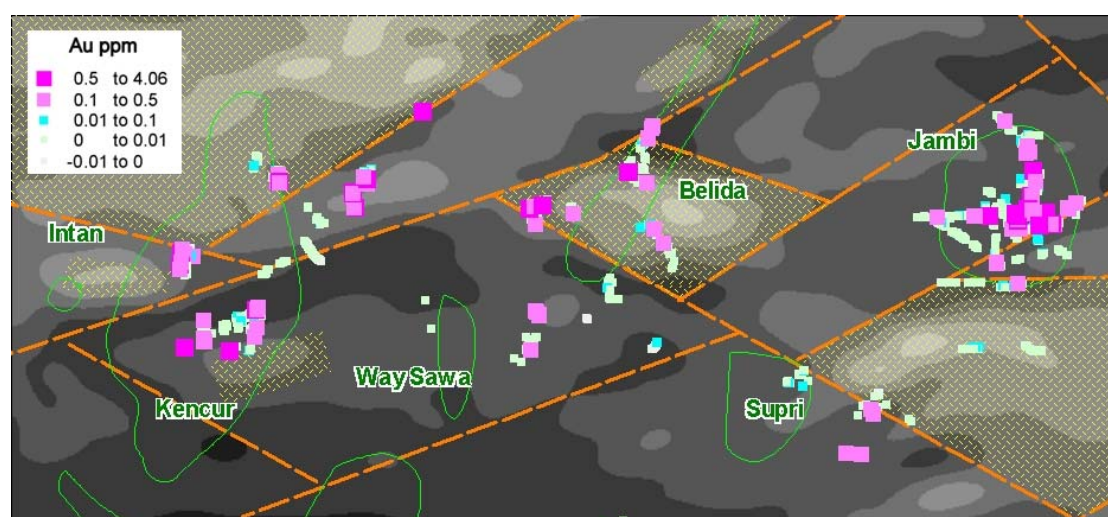 Au ppm
0.5 to 4.06
0.1 to 0.5
0.01 to 0.1
0 to 0.01
-0.01 to 0
Jambi
Belida
Intan
Way Sawa
Kencur
Supri